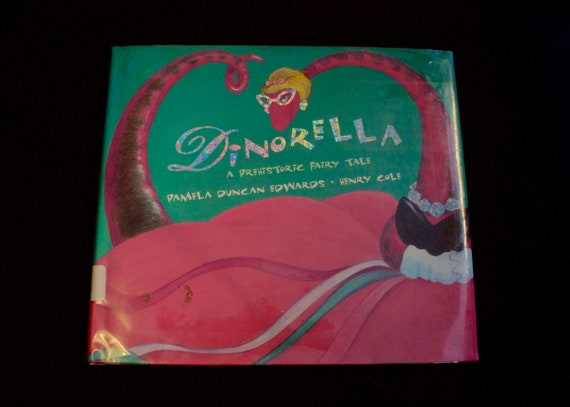 DINORELLA
A PREHISTORIC FAIRY TALE
PAMELA DUNCAN EDWARDS • HENRY COLE